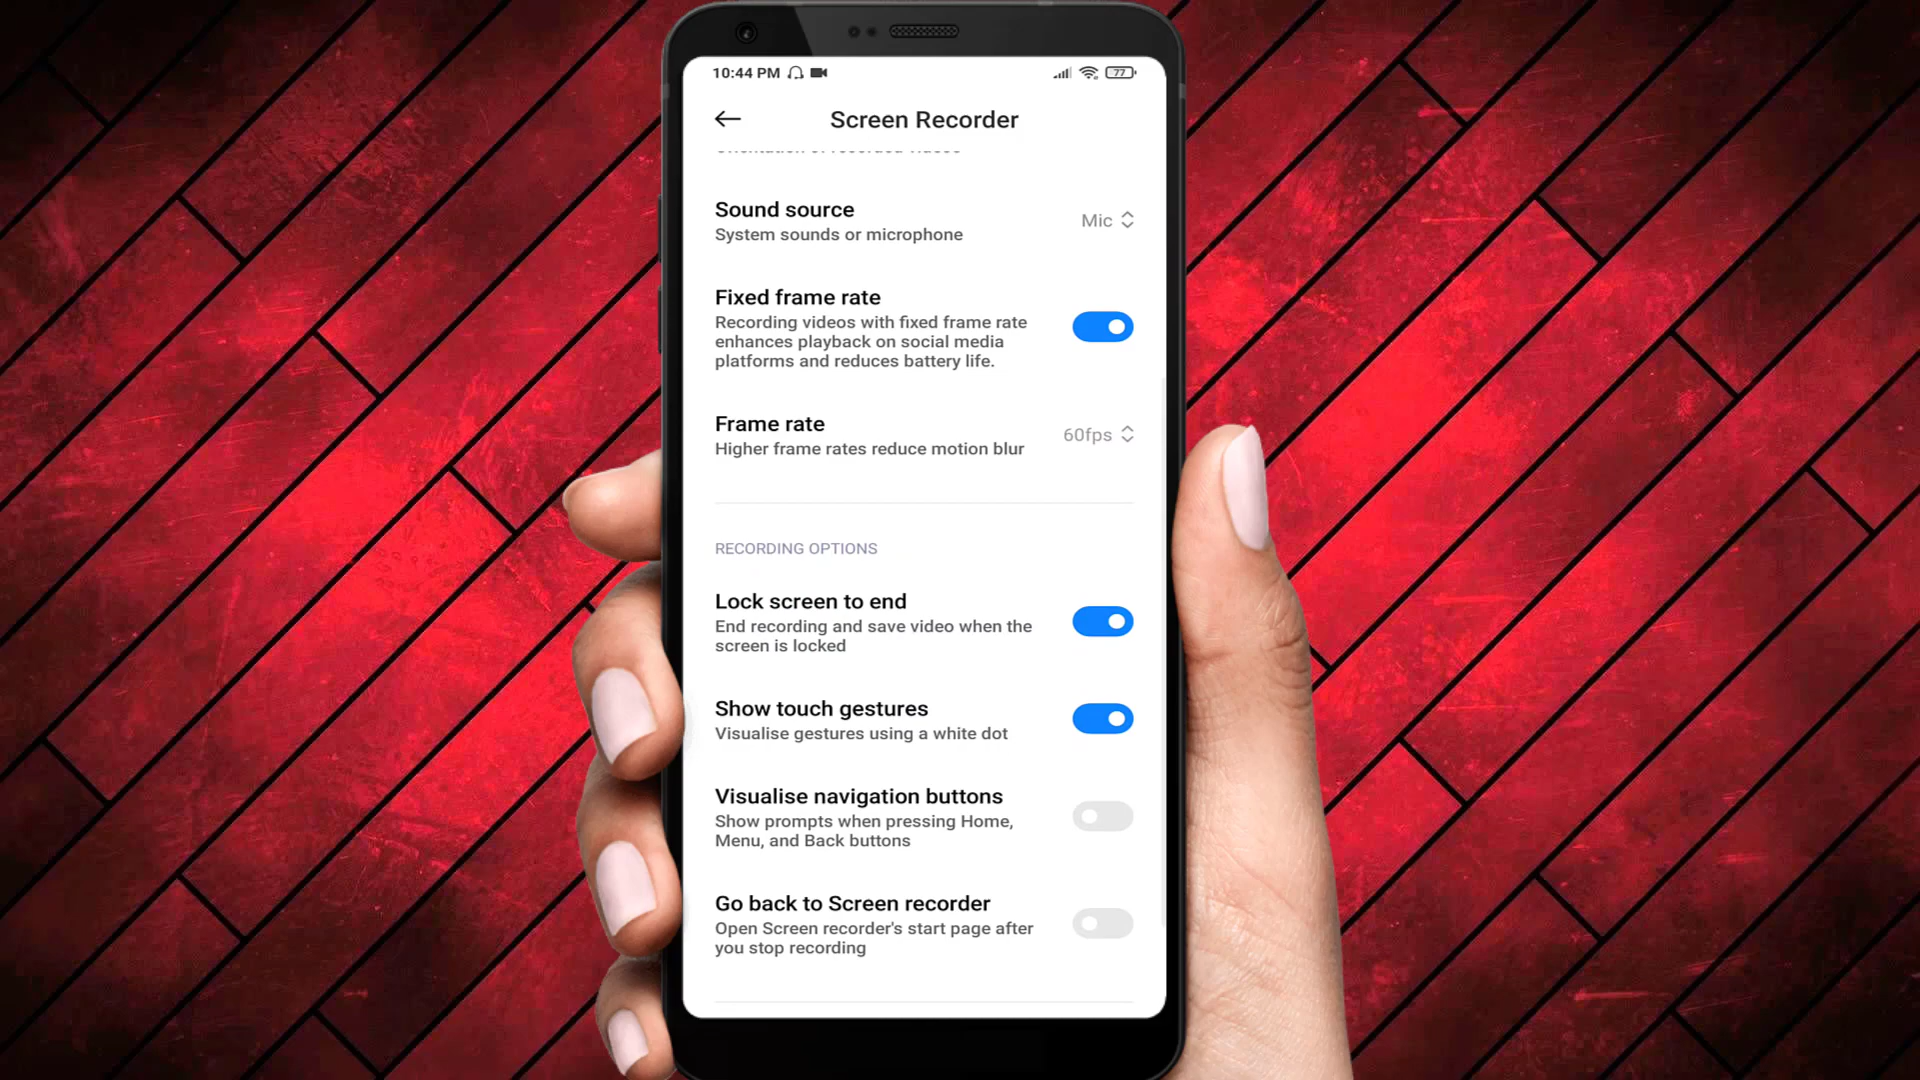 10:44 PM
77
Screen Recorder
Sound source
System sounds or microphone
Mic
Fixed frame rate
Recording videos with fixed frame rate
enhances playback on social media
platforms and reduces battery life.
Frame rate
Higher frame rates reduce motion blur
60fps
RECORDING OPTIONS
Lock screen to end
End recording and save video when the
screen is locked
Show touch gestures
Visualise gestures using a white dot
Visualise navigation buttons
Show prompts when pressing Home,
Menu, and Back buttons
Go back to Screen recorder
Open Screen recorder's start page after
you stop recording